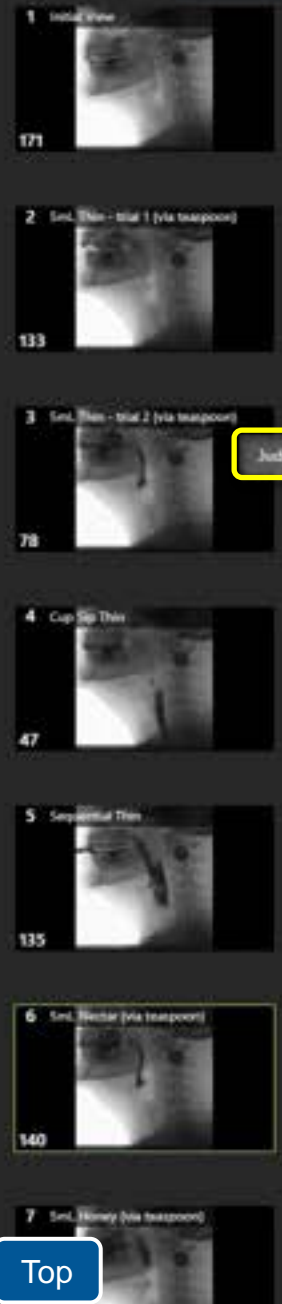 1 Initial View
171
2 5mL Thin - trial 1 (via teaspoon)
133
3 5mL Thin - trial 2 (via teaspoon)
Jud
78
4 Cup Sip Thin
47
5 Sequential Thin
135
6 5mL Nectar (via teaspoon)
140
7 5mL Honey (via teaspoon)
Top